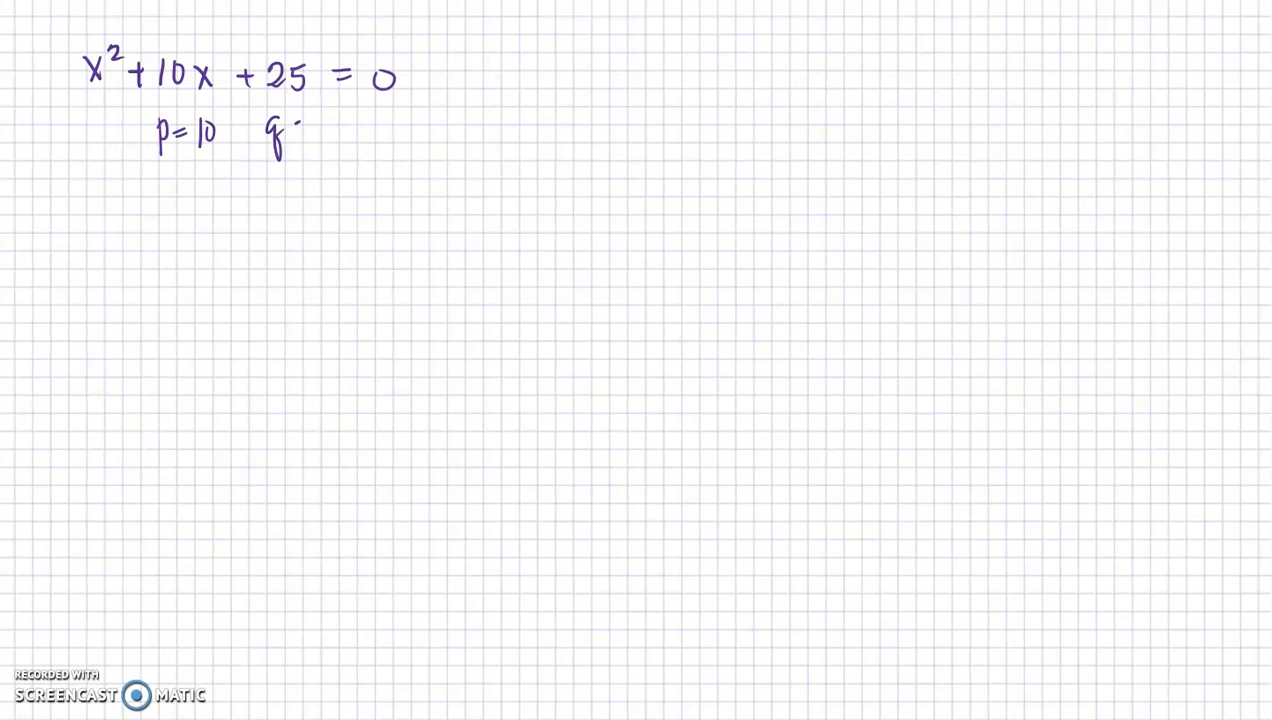 x² + 10x + 25 = 0
p = 10 q
RECORDED WITH
SCREENCAST MATIC